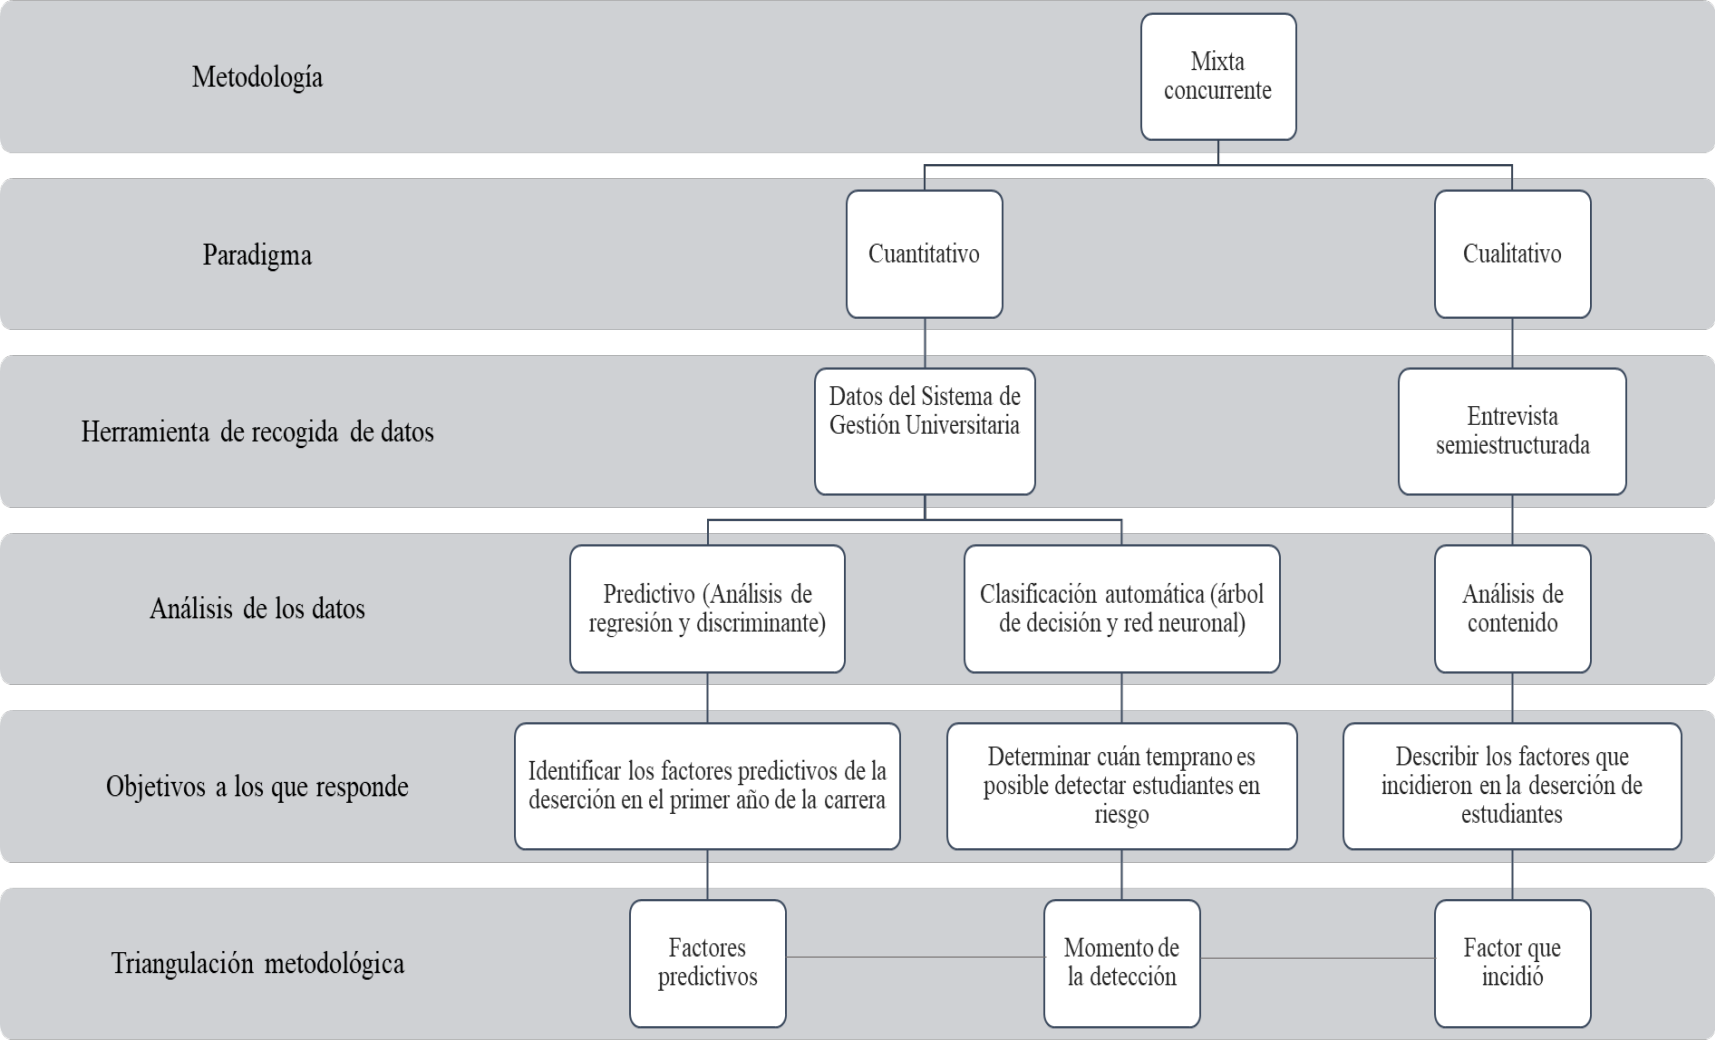 Metodología
Mixta
concurrente
Paradigma
Cuantitativo
Cualitativo
Herramienta de recogida de datos
Datos del Sistema de
Gestión Universitaria
Entrevista
semiestructurada
Análisis de los datos
Predictivo (Análisis de
regresión y discriminante)
Clasificación automática (árbol
de decisión y red neuronal)
Análisis de
contenido
Objetivos a los que responde
Identificar los factores predictivos de la
deserción en el primer año de la carrera
Determinar cuán temprano es
posible detectar estudiantes en
riesgo
Describir los factores que
incidieron en la deserción de
estudiantes
Triangulación metodológica
Factores
predictivos
Momento de
la detección
Factor que
incidió